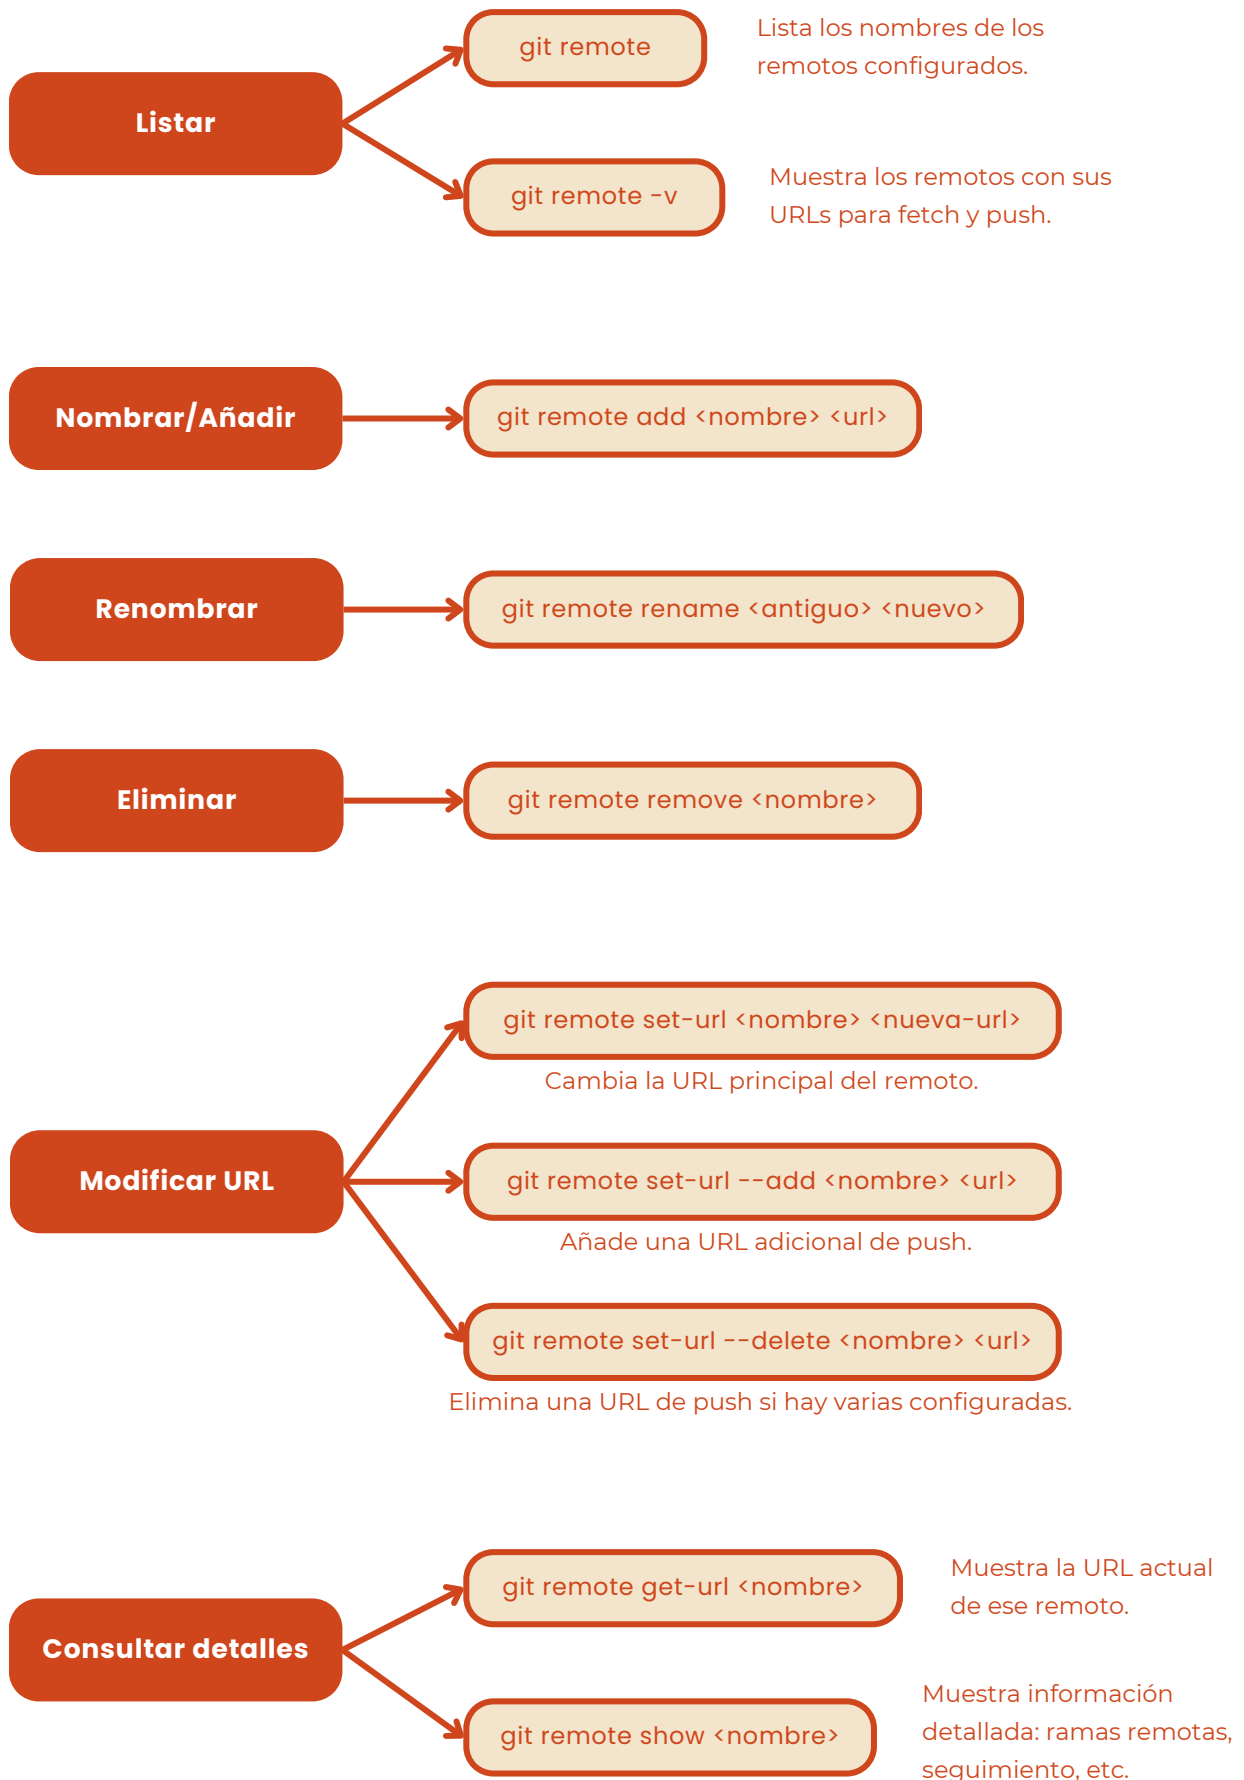 Listar
git remote
Lista los nombres de los
remotos configurados.
git remote -v
Muestra los remotos con sus
URLs para fetch y push.
Nombrar/Añadir
git remote add <nombre> <url>
Renombrar
git remote rename <antiguo> <nuevo>
Eliminar
git remote remove <nombre>
Modificar URL
git remote set-url <nombre> <nueva-url>
Cambia la URL principal del remoto.
git remote set-url --add <nombre> <url>
Añade una URL adicional de push.
git remote set-url --delete <nombre> <url>
Elimina una URL de push si hay varias configuradas.
Consultar detalles
git remote get-url <nombre>
Muestra la URL actual
de ese remoto.
git remote show <nombre>
Muestra información
detallada: ramas remotas,
seguimiento, etc.